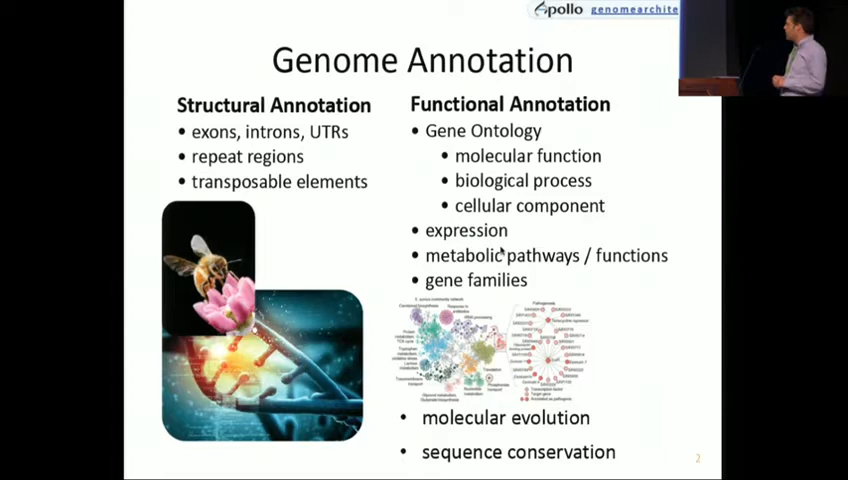 Apollo genomearchite
Genome Annotation
Structural Annotation
• exons, introns, UTRs
• repeat regions
• transposable elements
Functional Annotation
• Gene Ontology
• molecular function
• biological process
• cellular component
• expression
• metabolic pathways / functions
• gene families
• molecular evolution
• sequence conservation
2